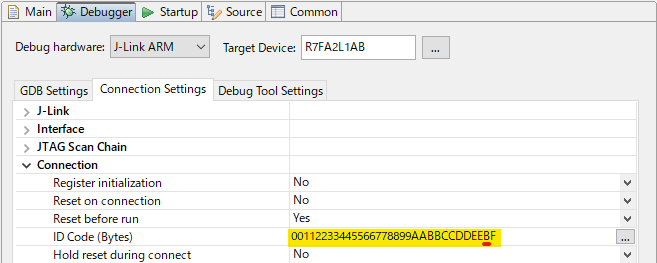 Main Debugger Startup Source Common
Debug hardware: J-Link ARM Target Device: R7FA2L1AB ...
GDB Settings Connection Settings Debug Tool Settings
J-Link
Interface
JTAG Scan Chain
Connection
Register initialization No
Reset on connection No
Reset before run Yes
ID Code (Bytes) 00112233445566778899AABBCCDDEEBF ...
Hold reset during connect No